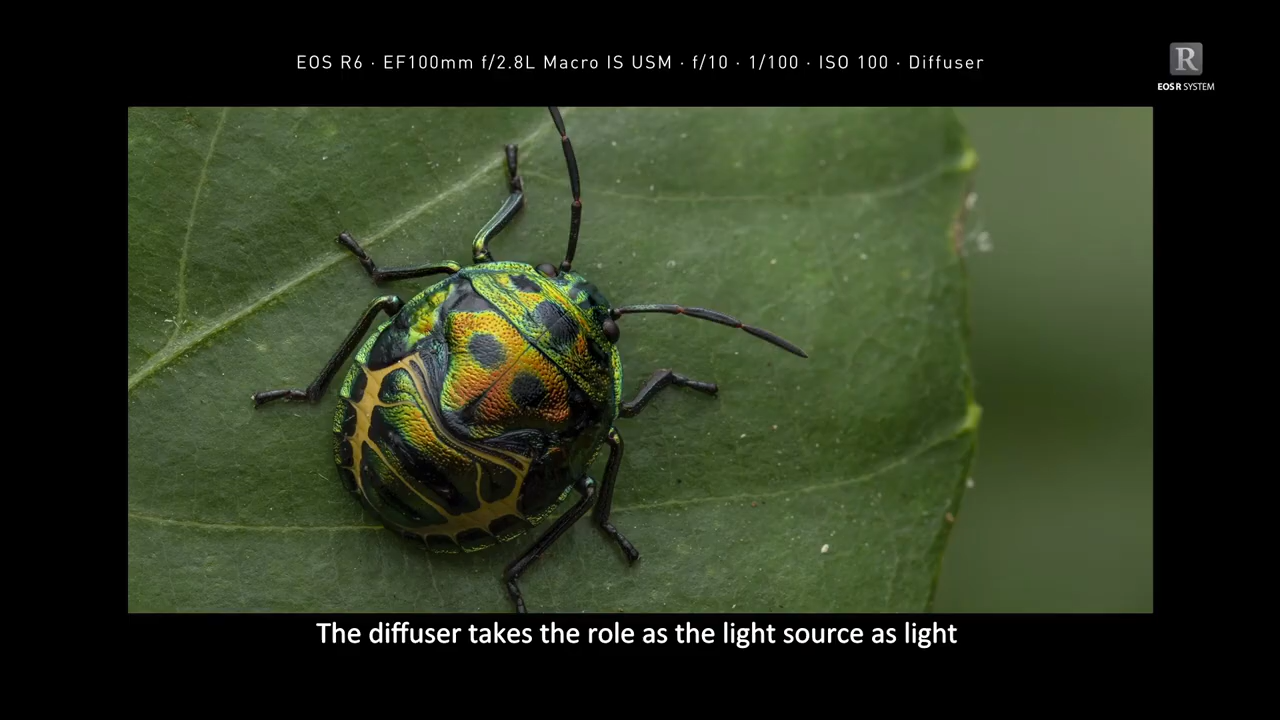 EOS R6 · EF100mm f/2.8L Macro IS USM · f/10 · 1/100 · ISO 100 · Diffuser
R
EOS R SYSTEM
The diffuser takes the role as the light source as light